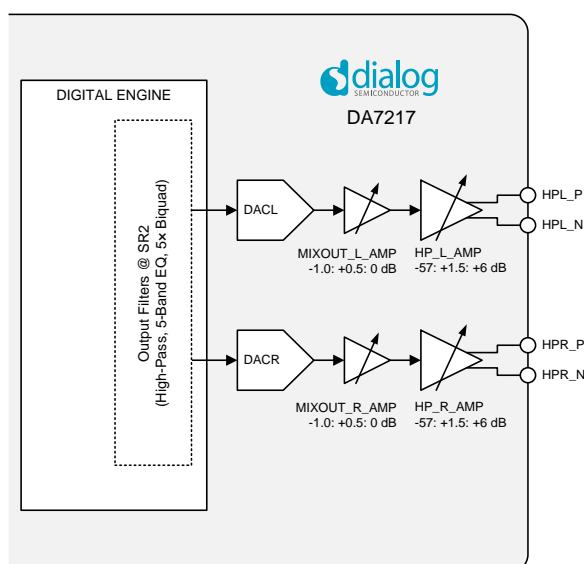 dialog
SEMICONDUCTOR
DA7217
DIGITAL ENGINE
Output Filters @ SR2
(High-Pass, 5-Band EQ, 5x Biquad)
DACL
MIXOUT_L_AMP
-1.0: +0.5: 0 dB
HP_L_AMP
-57: +1.5: +6 dB
HPL_P
HPL_N
DACR
MIXOUT_R_AMP
-1.0: +0.5: 0 dB
HP_R_AMP
-57: +1.5: +6 dB
HPR_P
HPR_N